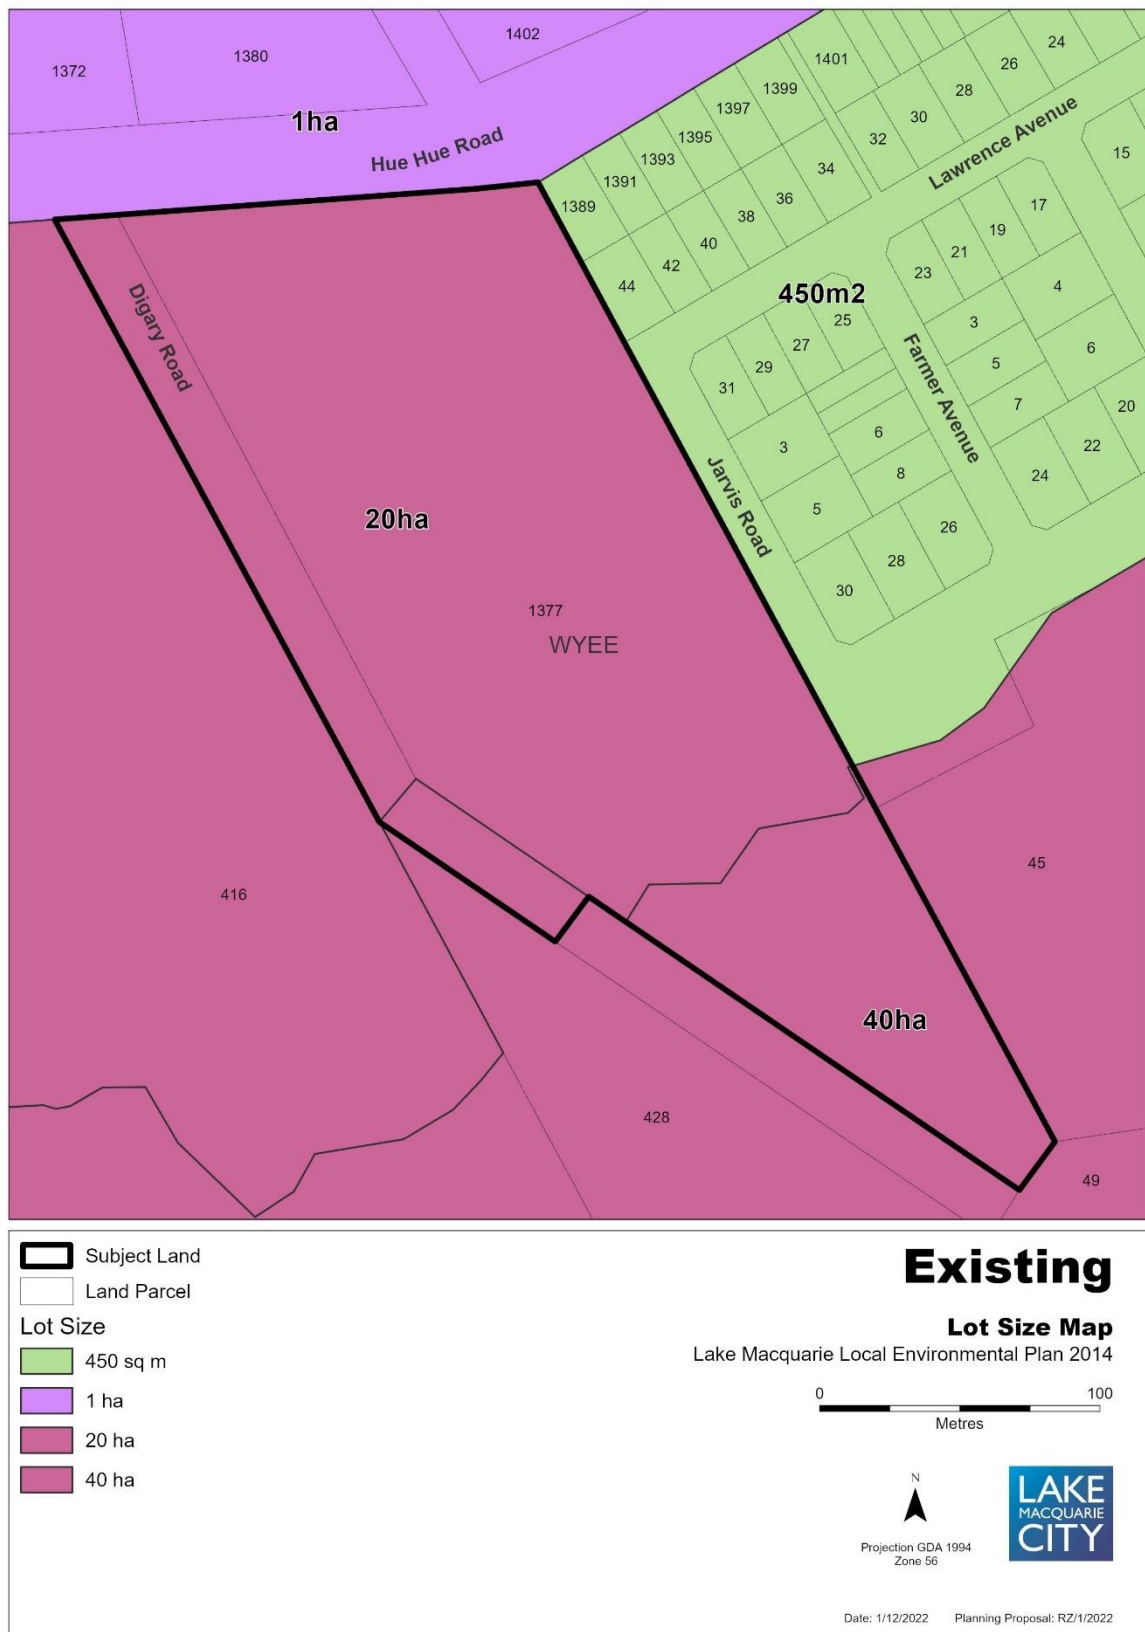 1402
1372
1380
1ha
Hue Hue Road
24
26
28
30
32
1401
1399
1397
1395
1393
1391
1389
Lawrence Avenue
15
34
36
38
40
42
44
17
19
21
23
450m2
4
3
6
5
7
20
22
24
Farmer Avenue
25
27
29
31
3
6
8
5
26
28
30
Jarvis Road
Digary Road
20ha
1377
WYEE
416
45
40ha
428
49
Subject Land
Land Parcel
Lot Size
450 sq m
1 ha
20 ha
40 ha
Existing
Lot Size Map
Lake Macquarie Local Environmental Plan 2014
0 100
Metres
N
Projection GDA 1994
Zone 56
LAKE
MACQUARIE
CITY
Date: 1/12/2022 Planning Proposal: RZ/1/2022